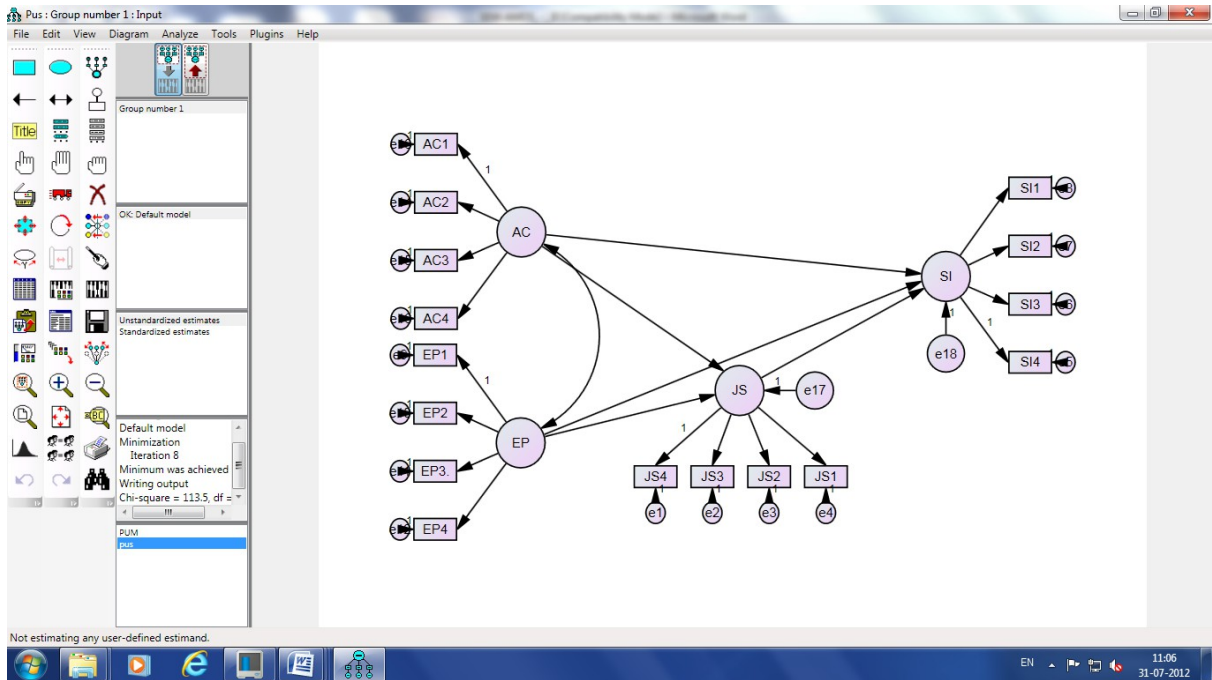 Pus : Group number 1 : Input
File Edit View Diagram Analyze Tools Plugins Help
Title
Group number 1
OK: Default model
Unstandardized estimates
Standardized estimates
Default model
Minimization
Iteration 8
Minimum was achieved
Writing output
Chi-square = 113.5, df =
PUM
pus
AC1
1
AC2
AC3
AC4
AC
EP1
1
EP2
EP3.
EP4
EP
JS
1
e17
1
JS4
JS3
JS2
JS1
1
1
1
1
e1
e2
e3
e4
SI
1
e18
1
SI1
SI2
SI3
SI4
Not estimating any user-defined estimand.
EN
11:06
31-07-2012